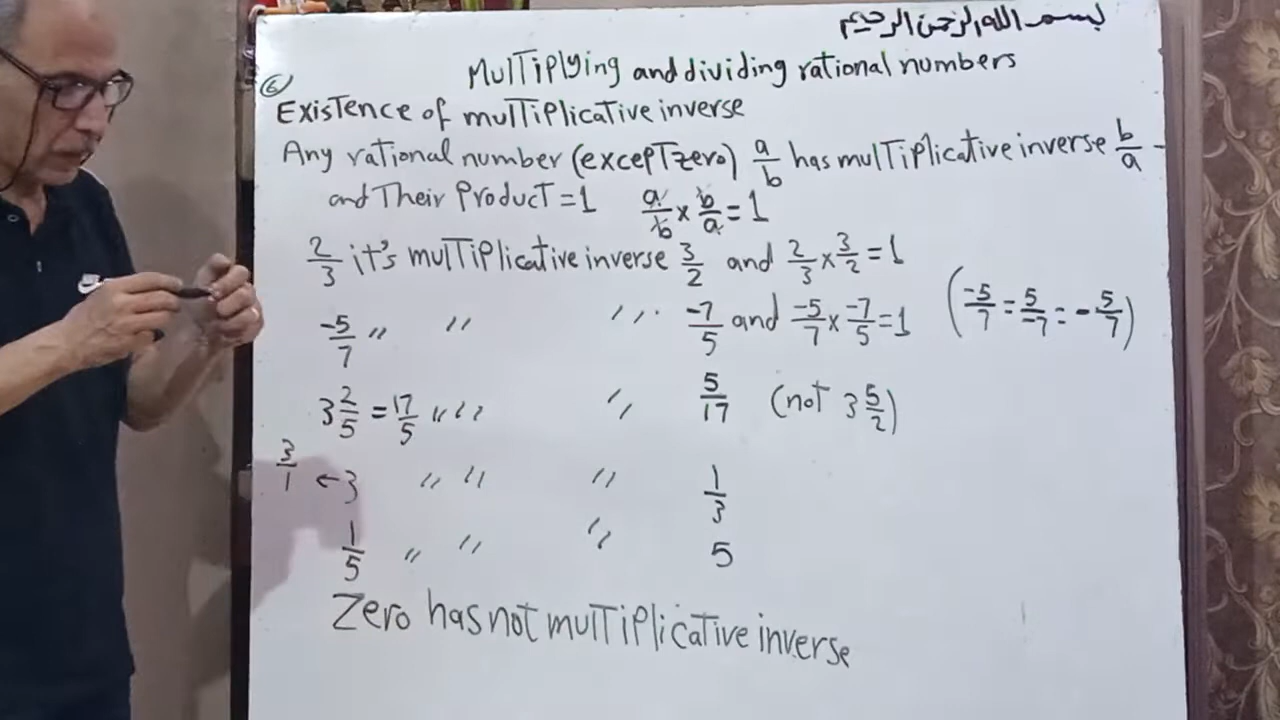 بسم الله الرحمن الرحيم
Multiplying and dividing rational numbers
6
Existence of multiplicative inverse
Any rational number (except zero) a/b has multiplicative inverse b/a
and Their Product = 1 a/b × b/a = 1
2/3 it's multiplicative inverse 3/2 and 2/3 × 3/2 = 1
-5/7 〃 〃 〃 -7/5 and -5/7 × -7/5 = 1 (-5/7 = 5/-7 = - 5/7)
3 2/5 = 17/5 〃 〃 〃 5/17 (not 3 5/2)
3/1 ← 3 〃 〃 〃 1/3
1/5 〃 〃 〃 5
Zero has not multiplicative inverse